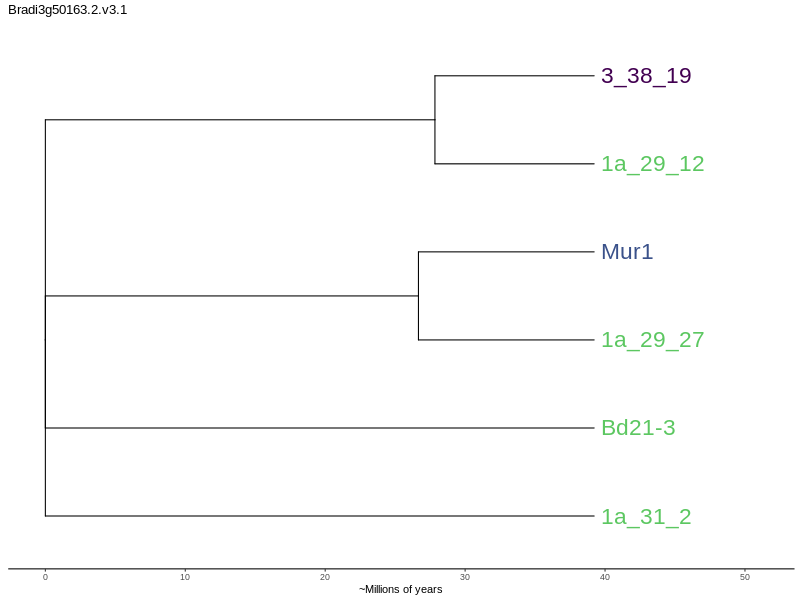 Bradi3g50163.2.v3.1
3_38_19
1a_29_12
Mur1
1a_29_27
Bd21-3
1a_31_2
0 10 20 30 40 50
~Millions of years